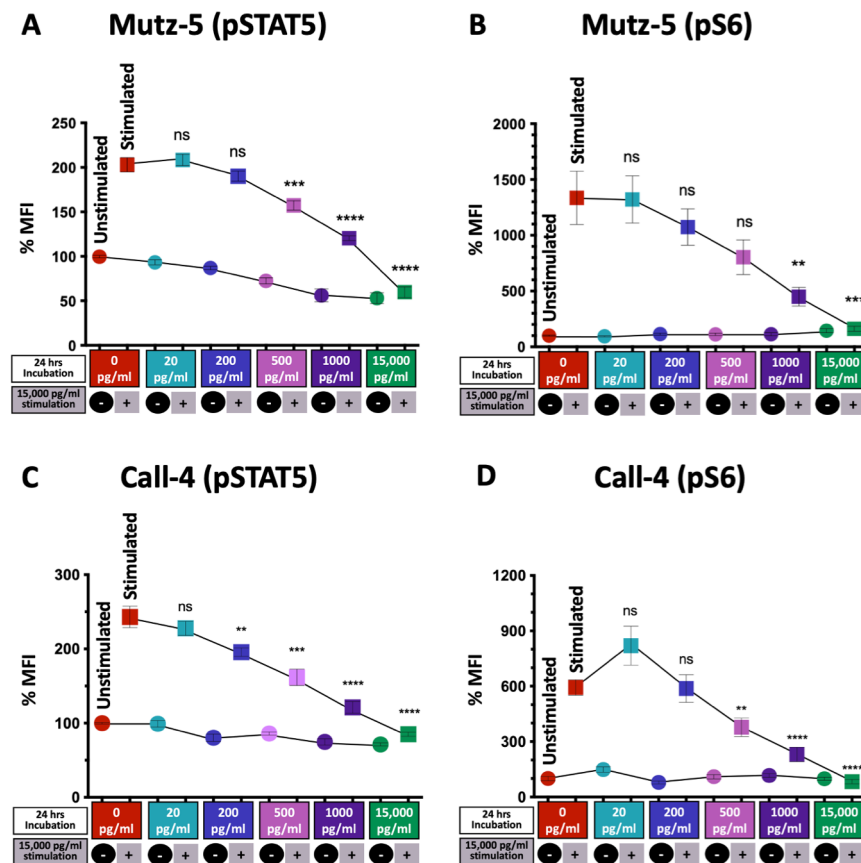 A Mutz-5 (pSTAT5)
% MFI
250
200
150
100
50
0
Unstimulated
Stimulated
ns
ns
***
****
****
24 hrs Incubation
0 pg/ml
20 pg/ml
200 pg/ml
500 pg/ml
1000 pg/ml
15,000 pg/ml
15,000 pg/ml stimulation
- + - + - + - + - + - +
B Mutz-5 (pS6)
% MFI
2000
1500
1000
500
0
Unstimulated
Stimulated
ns
ns
ns
**
***
24 hrs Incubation
0 pg/ml
20 pg/ml
200 pg/ml
500 pg/ml
1000 pg/ml
15,000 pg/ml
15,000 pg/ml stimulation
- + - + - + - + - + - +
C Call-4 (pSTAT5)
% MFI
300
200
100
0
Unstimulated
Stimulated
ns
**
***
****
****
24 hrs Incubation
0 pg/ml
20 pg/ml
200 pg/ml
500 pg/ml
1000 pg/ml
15,000 pg/ml
15,000 pg/ml stimulation
- + - + - + - + - + - +
D Call-4 (pS6)
% MFI
1200
900
600
300
0
Unstimulated
Stimulated
ns
ns
**
****
****
24 hrs Incubation
0 pg/ml
20 pg/ml
200 pg/ml
500 pg/ml
1000 pg/ml
15,000 pg/ml
15,000 pg/ml stimulation
- + - + - + - + - + - +